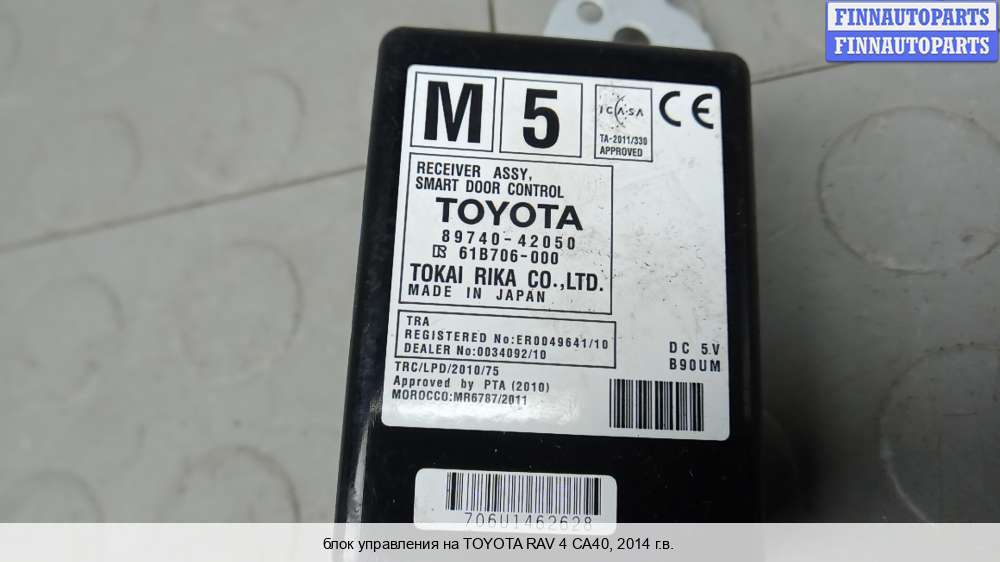 FINNAUTOPARTS
FINNAUTOPARTS
M 5
ICASA
TA-2011/330
APPROVED
CE
RECEIVER ASSY,
SMART DOOR CONTROL
TOYOTA
89740-42050
61B706-000
TOKAI RIKA CO.,LTD.
MADE IN JAPAN
TRA
REGISTERED No:ER0049641/10
DEALER No:0034092/10
DC 5V
B90UM
TRC/LPD/2010/75
Approved by PTA (2010)
MOROCCO:MR6787/2011
706U1462628
блок управления на TOYOTA RAV 4 CA40, 2014 г.в.